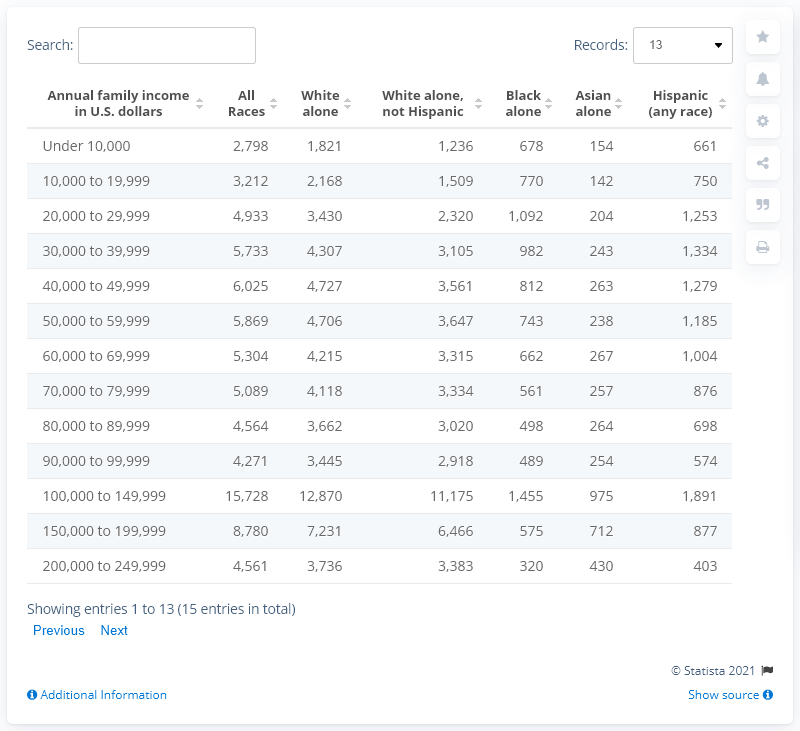 Search:
Records: 13
Annual family income in U.S. dollars All Races White alone White alone, not Hispanic Black alone Asian alone Hispanic (any race)
Under 10,000 2,798 1,821 1,236 678 154 661
10,000 to 19,999 3,212 2,168 1,509 770 142 750
20,000 to 29,999 4,933 3,430 2,320 1,092 204 1,253
30,000 to 39,999 5,733 4,307 3,105 982 243 1,334
40,000 to 49,999 6,025 4,727 3,561 812 263 1,279
50,000 to 59,999 5,869 4,706 3,647 743 238 1,185
60,000 to 69,999 5,304 4,215 3,315 662 267 1,004
70,000 to 79,999 5,089 4,118 3,334 561 257 876
80,000 to 89,999 4,564 3,662 3,020 498 264 698
90,000 to 99,999 4,271 3,445 2,918 489 254 574
100,000 to 149,999 15,728 12,870 11,175 1,455 975 1,891
150,000 to 199,999 8,780 7,231 6,466 575 712 877
200,000 to 249,999 4,561 3,736 3,383 320 430 403
Showing entries 1 to 13 (15 entries in total)
Previous Next
© Statista 2021
Additional Information
Show source